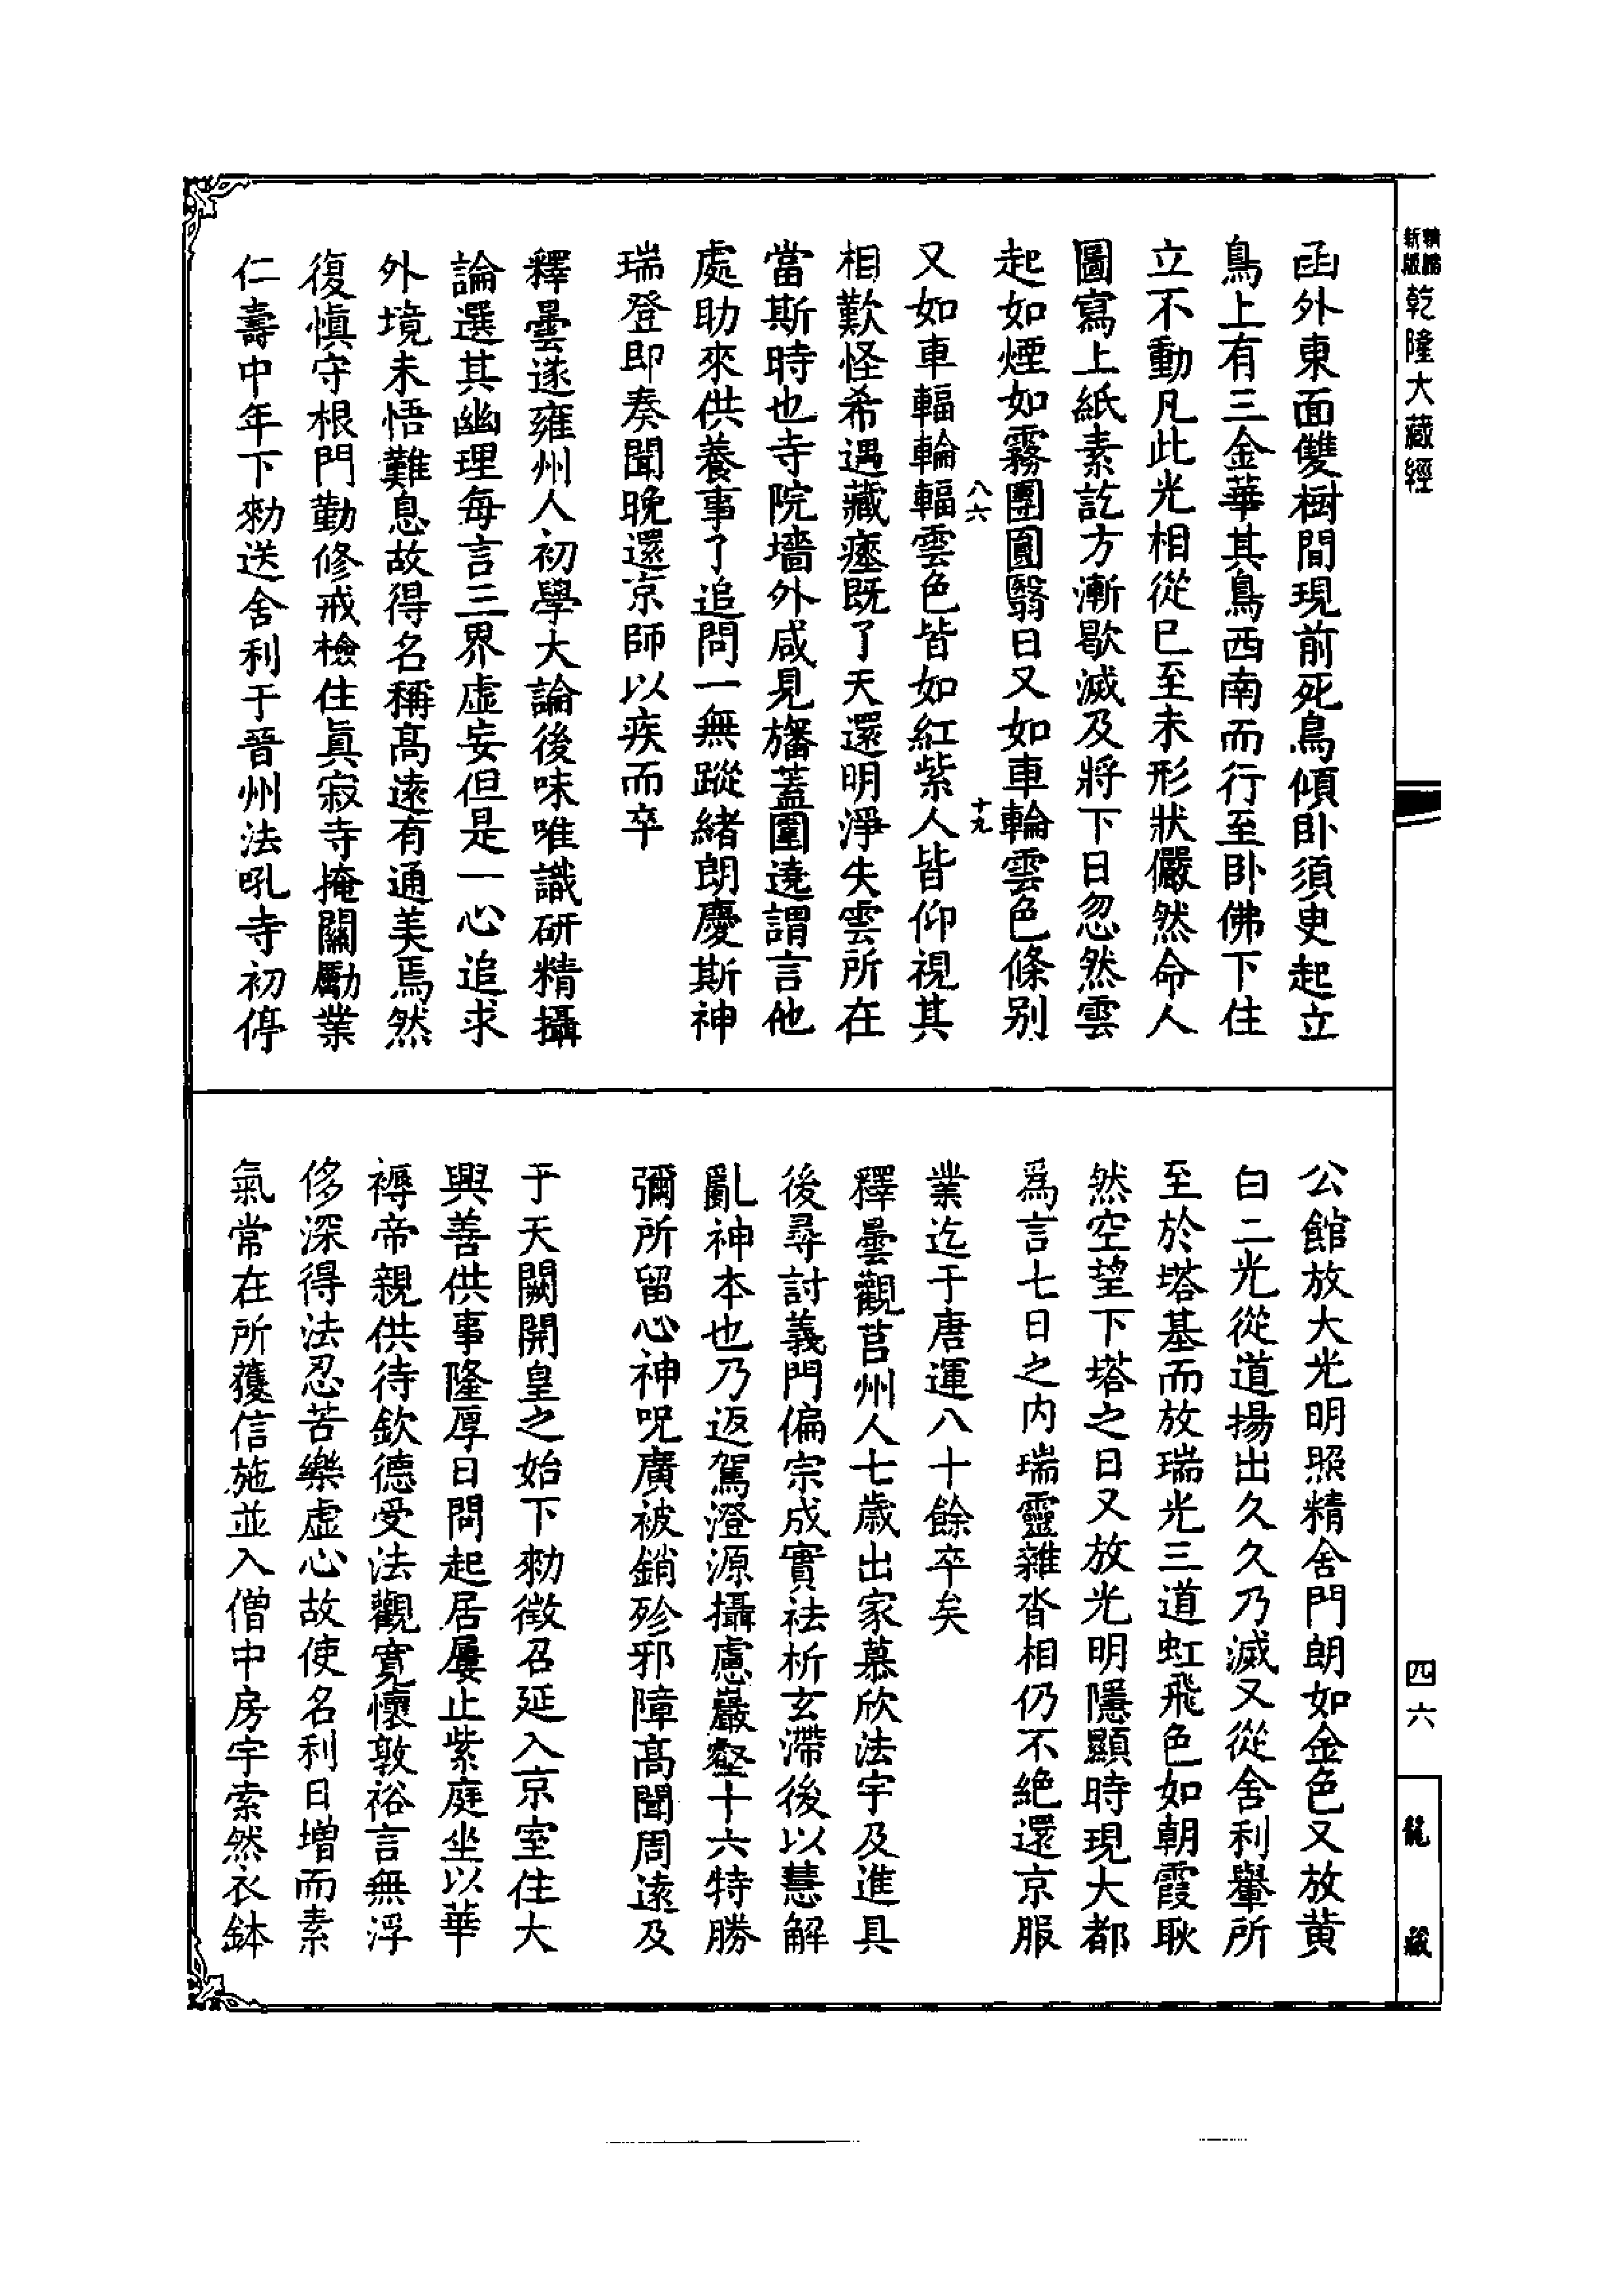 新版
精縮
乾隆大藏經
函外東面雙樹間現前死鳥傾卧須臾起立
鳥上有三金華其鳥西南而行至卧佛下住
立不動凡此光相從巳至未形狀儼然命人
圖寫上紙素訖方漸歇滅及將下日忽然雲
起如煙如霧團圓翳日又如車輪雲色條别
八六
十九
又如車輻輪輻雲色皆如紅紫人皆仰視其
相歎怪希遇藏瘞既了天還明淨失雲所在
當斯時也寺院墻外咸見旛蓋圍遶謂言他
處助來供養事了追問一無蹤緒朗慶斯神
瑞登即奏聞晚還京師以疾而卒
釋曇遂雍州人初學大論後味唯識研精攝
論選其幽理每言三界虛妄但是一心追求
外境未悟難息故得名稱髙遠有通美焉然
復慎守根門勤修戒檢住眞寂寺掩關勵業
仁壽中年下勑送舍利于晉州法吼寺初停
公館放大光明照精舍門朗如金色又放黄
白二光從道揚出久久乃滅又從舍利轝所
至於塔基而放瑞光三道虹飛色如朝霞耿
然空望下塔之日又放光明隱顯時現大都
爲言七日之内瑞靈雜沓相仍不絶還京服
業迄于唐運八十餘卒矣
釋曇觀莒州人七歳出家慕欣法宇及進具
後尋討義門偏宗成實祛析玄滯後以慧解
亂神本也乃返駕澄源攝慮巖壑十六特勝
彌所留心神呪廣被銷殄邪障髙聞周遠及
于天闕開皇之始下勑徴召延入京室住大
興善供事隆厚日問起居屢止紫庭坐以華
褥帝親供待欽德受法觀寛懷敦裕言無浮
侈深得法忍苦樂虛心故使名利日増而素
氣常在所獲信施並入僧中房宇索然衣鉢
四六
龍藏